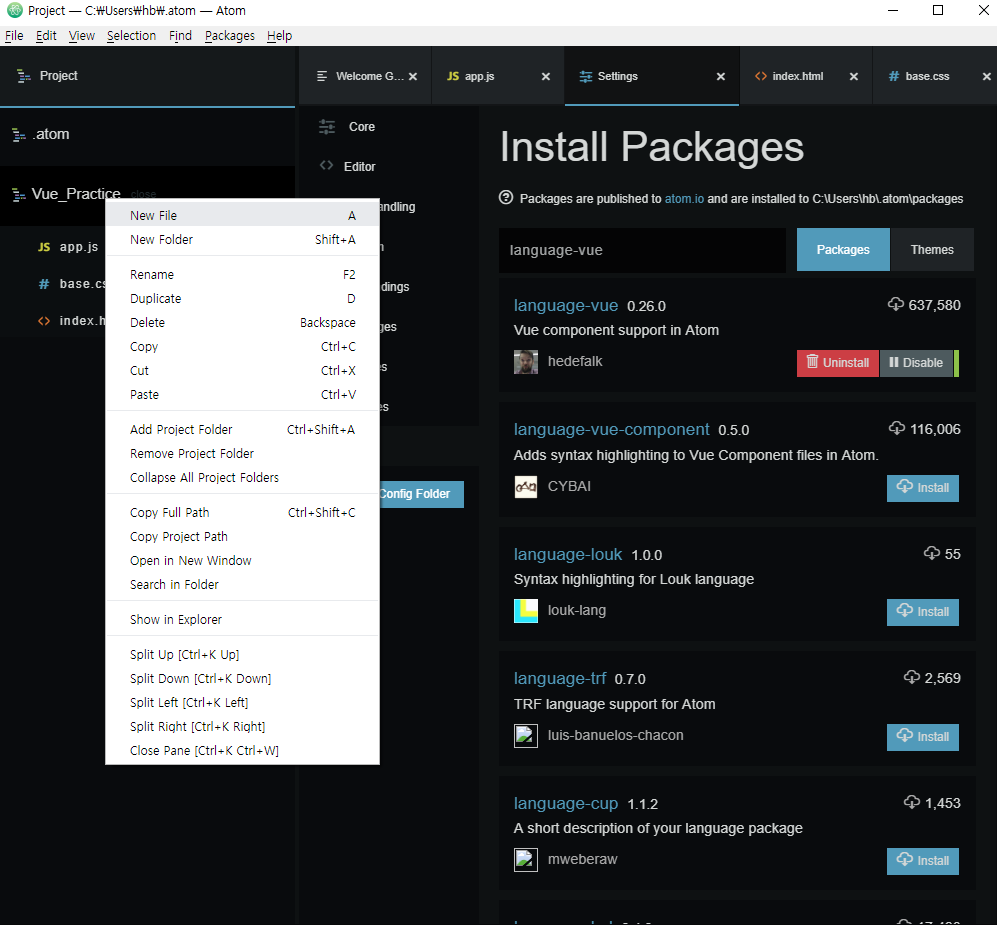 Project — C:₩Users₩hb₩.atom — Atom
File Edit View Selection Find Packages Help
Project
Welcome G...
app.js
Settings
index.html
base.css
.atom
Vue_Practice close
JS app.js
# base.cs
<> index.h
New File A
New Folder Shift+A
Rename F2
Duplicate D
Delete Backspace
Copy Ctrl+C
Cut Ctrl+X
Paste Ctrl+V
Add Project Folder Ctrl+Shift+A
Remove Project Folder
Collapse All Project Folders
Copy Full Path Ctrl+Shift+C
Copy Project Path
Open in New Window
Search in Folder
Show in Explorer
Split Up [Ctrl+K Up]
Split Down [Ctrl+K Down]
Split Left [Ctrl+K Left]
Split Right [Ctrl+K Right]
Close Pane [Ctrl+K Ctrl+W]
Core
Editor
andling
n
dings
ges
s
es
Config Folder
Install Packages
Packages are published to atom.io and are installed to C:\Users\hb\.atom\packages
language-vue
Packages Themes
language-vue 0.26.0 637,580
Vue component support in Atom
hedefalk Uninstall Disable
language-vue-component 0.5.0 116,006
Adds syntax highlighting to Vue Component files in Atom.
CYBAI Install
language-louk 1.0.0 55
Syntax highlighting for Louk language
louk-lang Install
language-trf 0.7.0 2,569
TRF language support for Atom
luis-banuelos-chacon Install
language-cup 1.1.2 1,453
A short description of your language package
mweberaw Install